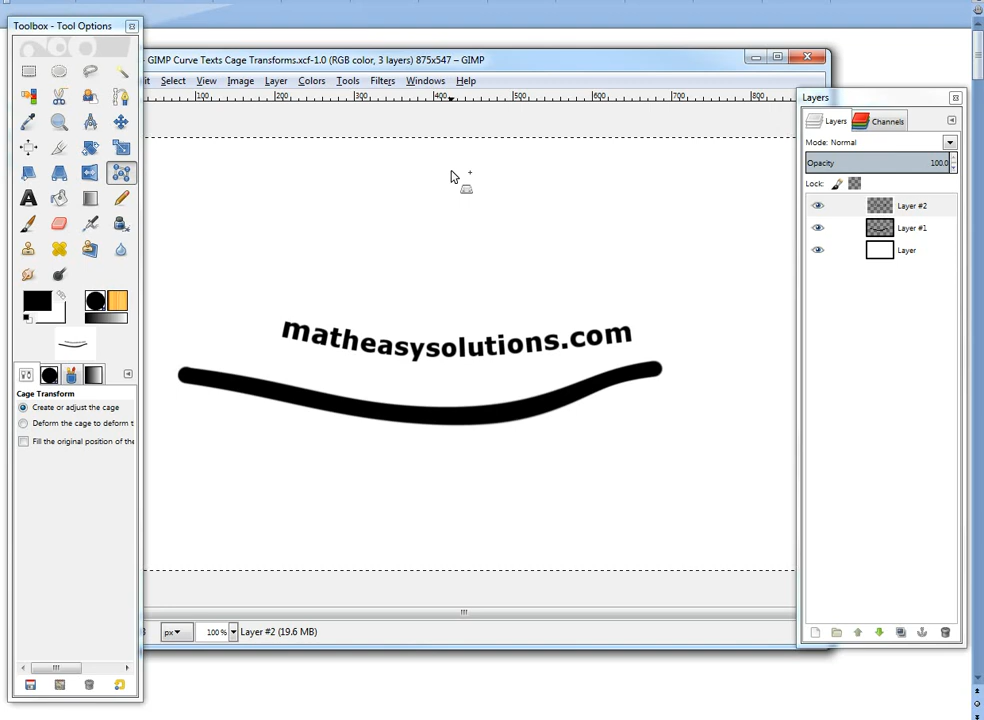 Toolbox - Tool Options
GIMP Curve Texts Cage Transforms.xcf-1.0 (RGB color, 3 layers) 875x547 – GIMP
it Select View Image Layer Colors Tools Filters Windows Help
100 200 300 400 500 600 700 800
matheasysolutions.com
Cage Transform
Create or adjust the cage
Deform the cage to deform t
Fill the original position of the
px 100 % Layer #2 (19.6 MB)
Layers
Layers Channels
Mode: Normal
Opacity 100.0
Lock:
Layer #2
Layer #1
Layer